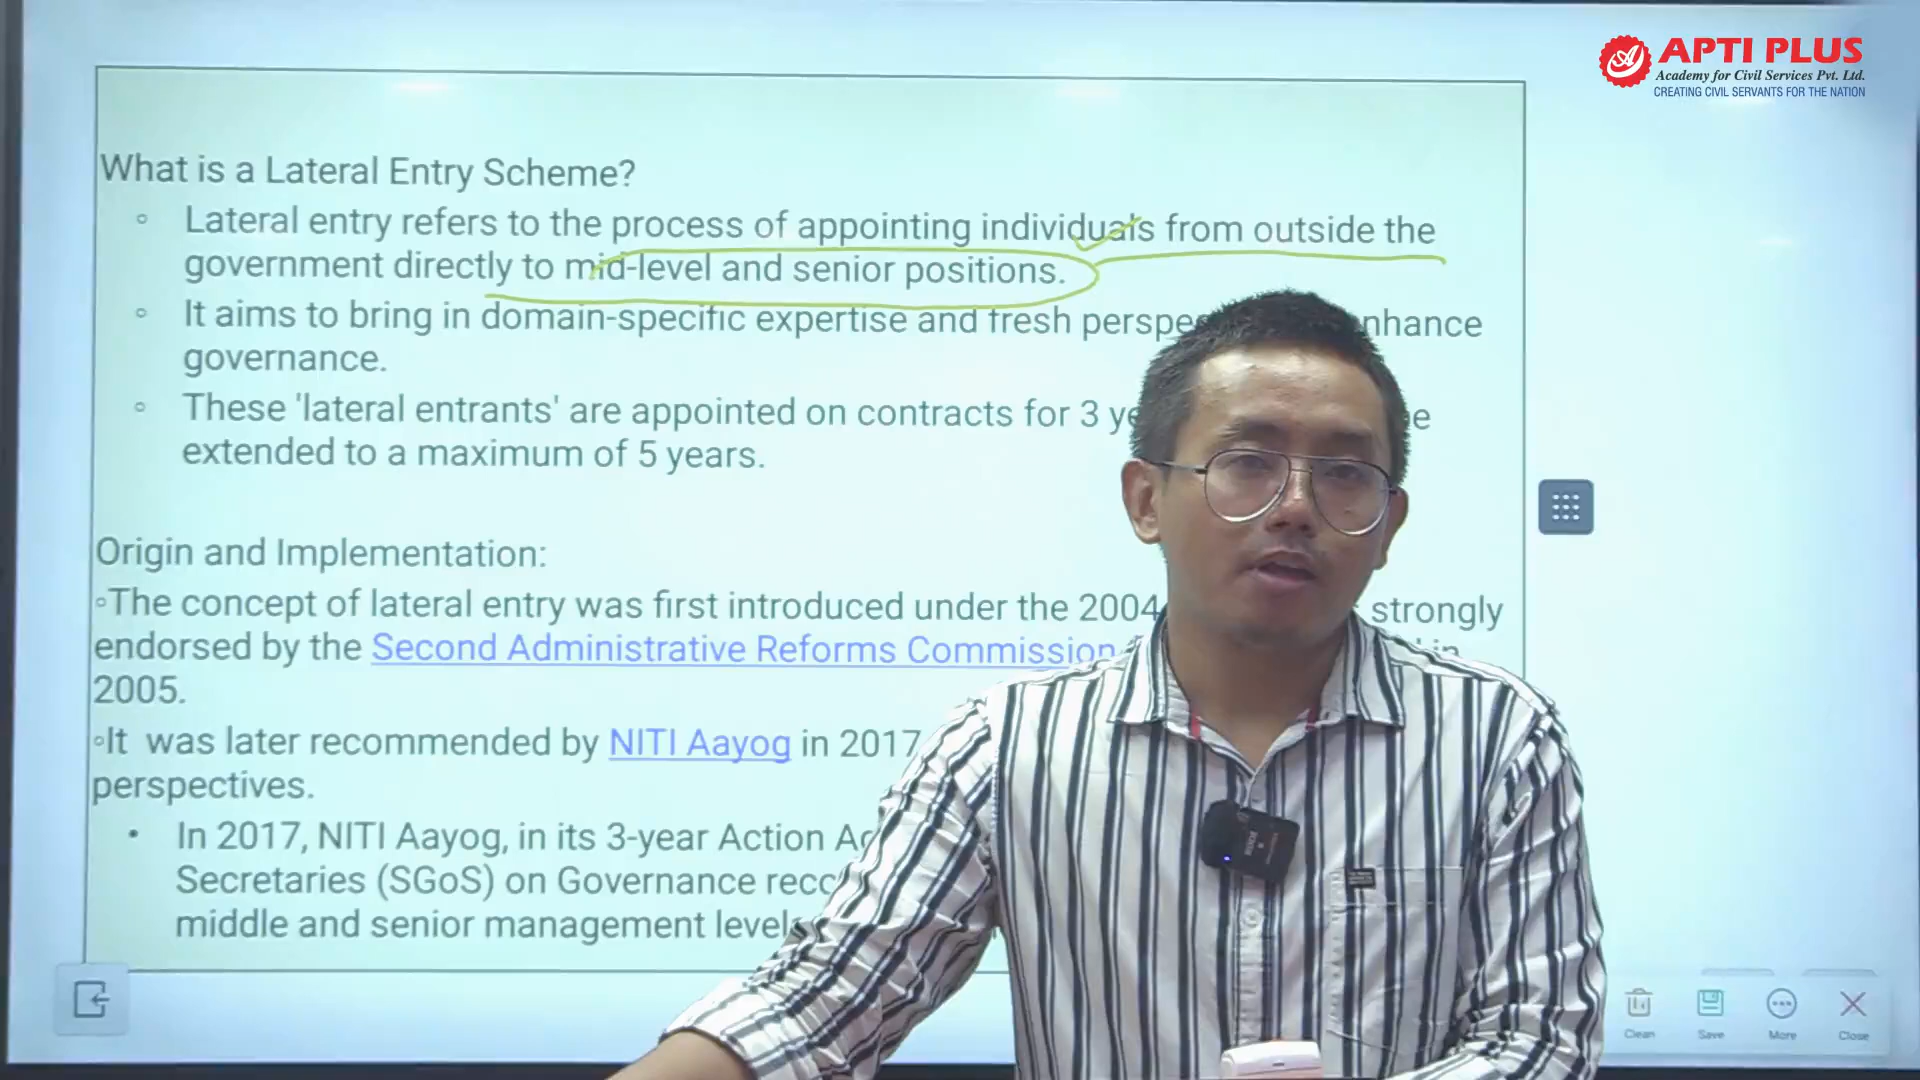 APTI PLUS
Academy for Civil Services Pvt. Ltd.
CREATING CIVIL SERVANTS FOR THE NATION
What is a Lateral Entry Scheme?
Lateral entry refers to the process of appointing individuals from outside the
government directly to mid-level and senior positions.
It aims to bring in domain-specific expertise and fresh
governance.
These 'lateral entrants' are appointed on contracts for 3
extended to a maximum of 5 years.
Origin and Implementation:
The concept of lateral entry was first introduced under the 2004 strongly
endorsed by the Second Administrative Reforms Commission in
2005.
It was later recommended by NITI Aayog in 2017
perspectives.
In 2017, NITI Aayog, in its 3-year Action
Secretaries (SGoS) on Governance
middle and senior management levels
Clean
Save
More
Close